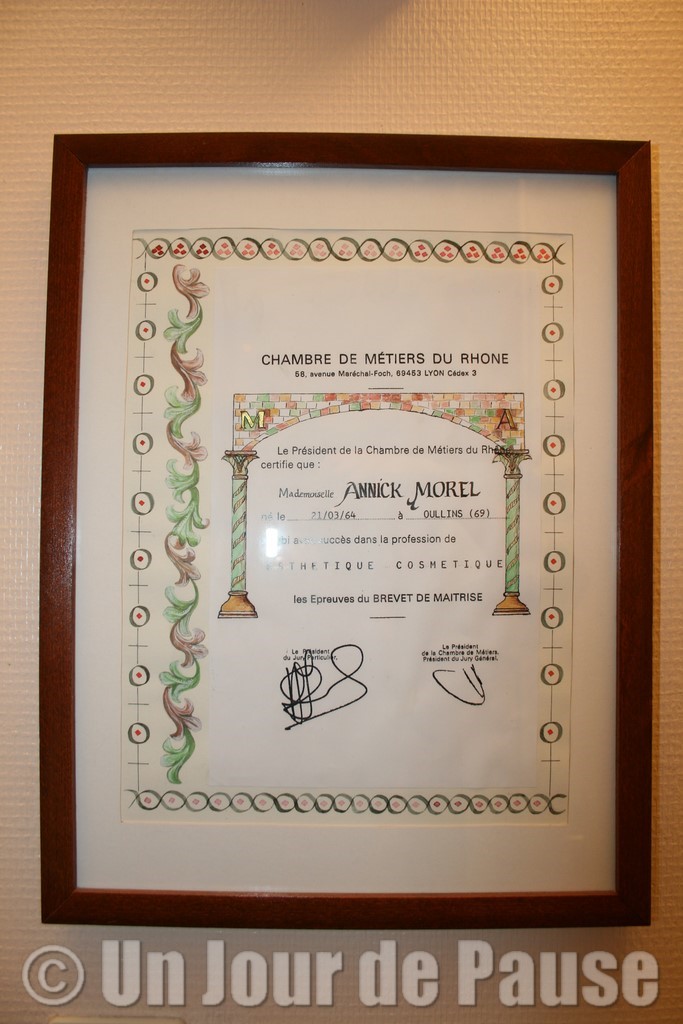 CHAMBRE DE MÉTIERS DU RHONE
58, avenue Maréchal-Foch, 69453 LYON Cédex 3
M A
Le Président de la Chambre de Métiers du Rhône
certifie que :
Mademoiselle ANNICK MOREL
né le 21/03/64 à OULLINS (69)
succès dans la profession de
ESTHETIQUE COSMETIQUE
les Epreuves du BREVET DE MAITRISE
Le Président
du Jury Particulier,
Le Président
de la Chambre de Métiers,
Président du Jury Général,
© Un Jour de Pause